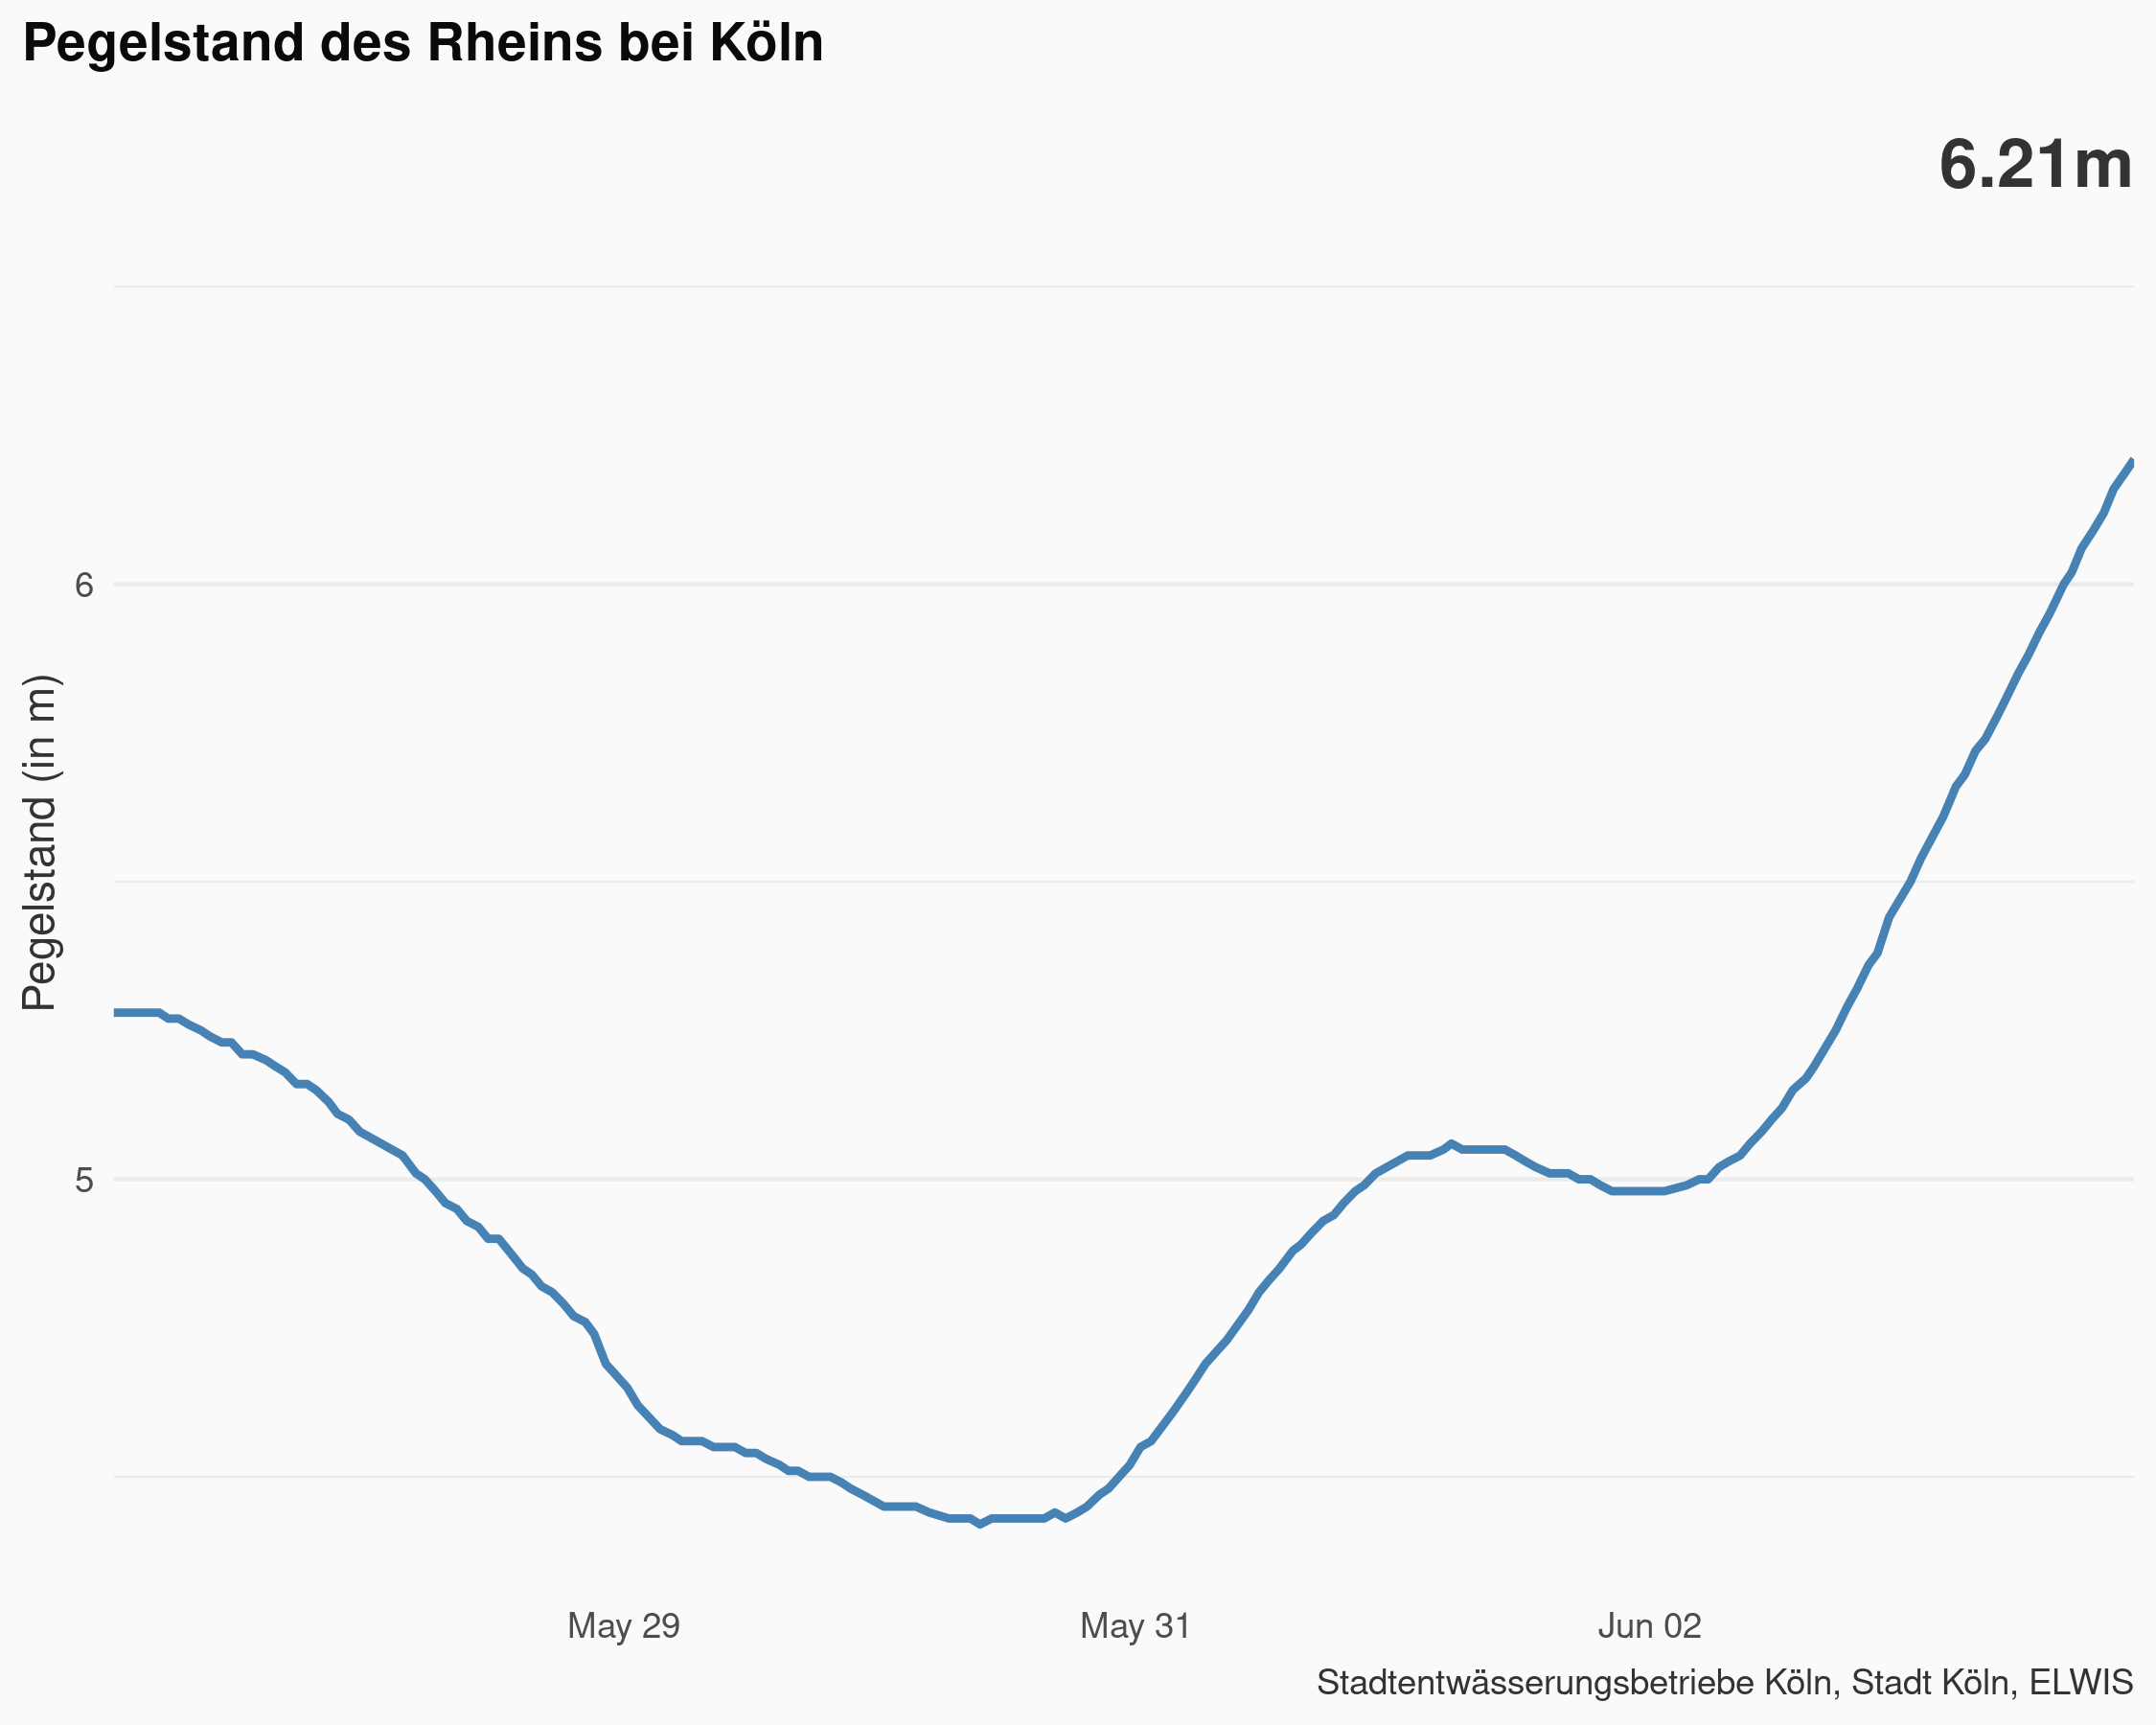 Pegelstand des Rheins bei Köln
6.21m
6
Pegelstand (in m)
5
May 29
May 31
Jun 02
Stadtentwässerungsbetriebe Köln, Stadt Köln, ELWIS